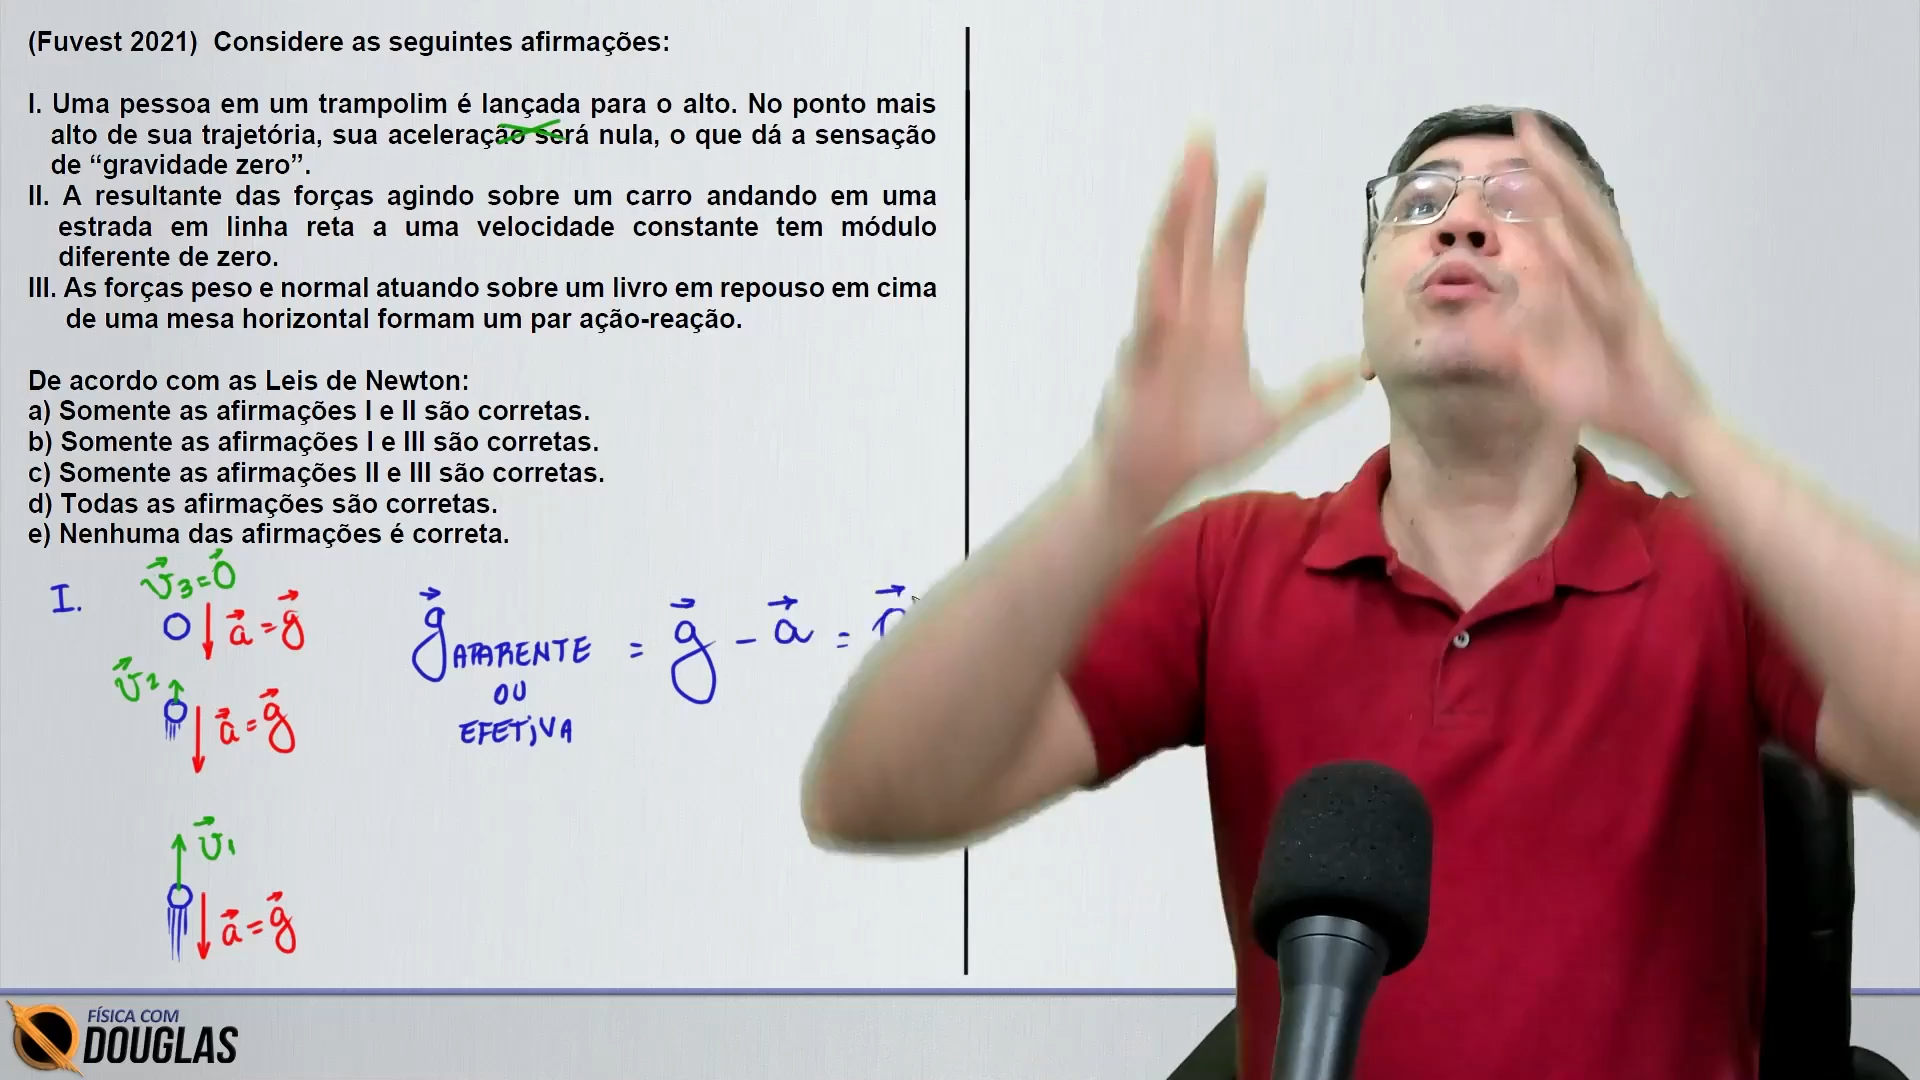 (Fuvest 2021) Considere as seguintes afirmações:
I. Uma pessoa em um trampolim é lançada para o alto. No ponto mais
alto de sua trajetória, sua aceleração será nula, o que dá a sensação
de “gravidade zero”.
II. A resultante das forças agindo sobre um carro andando em uma
estrada em linha reta a uma velocidade constante tem módulo
diferente de zero.
III. As forças peso e normal atuando sobre um livro em repouso em cima
de uma mesa horizontal formam um par ação-reação.
De acordo com as Leis de Newton:
a) Somente as afirmações I e II são corretas.
b) Somente as afirmações I e III são corretas.
c) Somente as afirmações II e III são corretas.
d) Todas as afirmações são corretas.
e) Nenhuma das afirmações é correta.
I.
v⃗3 = 0⃗
a⃗ = g⃗
g⃗ APARENTE = g⃗ - a⃗ =
OU
EFETIVA
v⃗2
a⃗ = g⃗
v⃗1
a⃗ = g⃗
FÍSICA COM
DOUGLAS